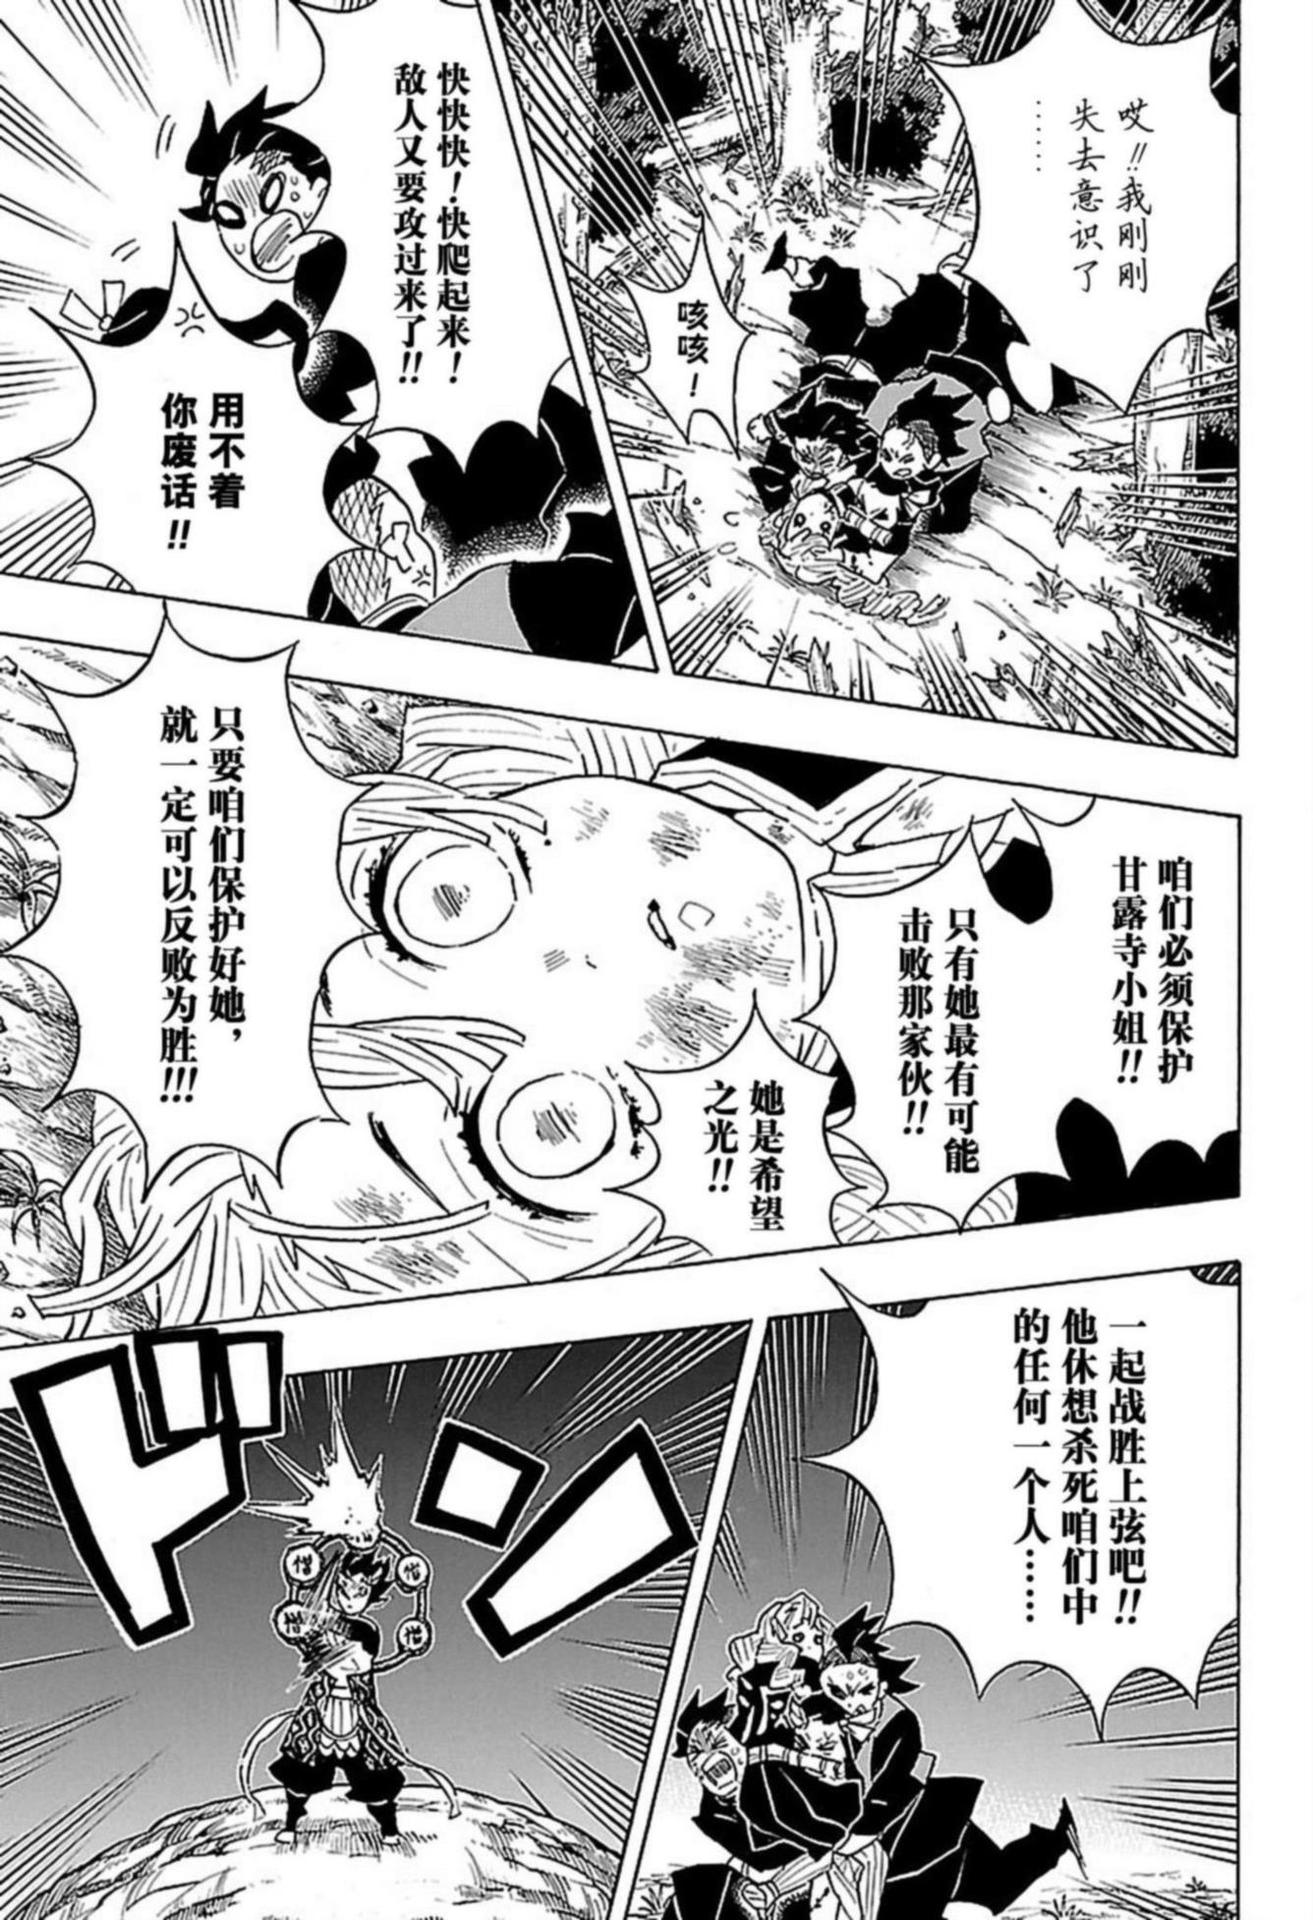 哎!!我刚刚
失去意识了
……
咳咳!
快快快!快爬起来!
敌人又要攻过来了!!
用不着
你废话!!
咱们必须保护
甘露寺小姐!!
只有她最有可能
击败那家伙!!
她是希望
之光!!
只要咱们保护好她，
就一定可以反败为胜!!!
一起战胜上弦吧!!
他休想杀死咱们中
的任何一个人……
滅
ドン
憎
憎
憎
憎